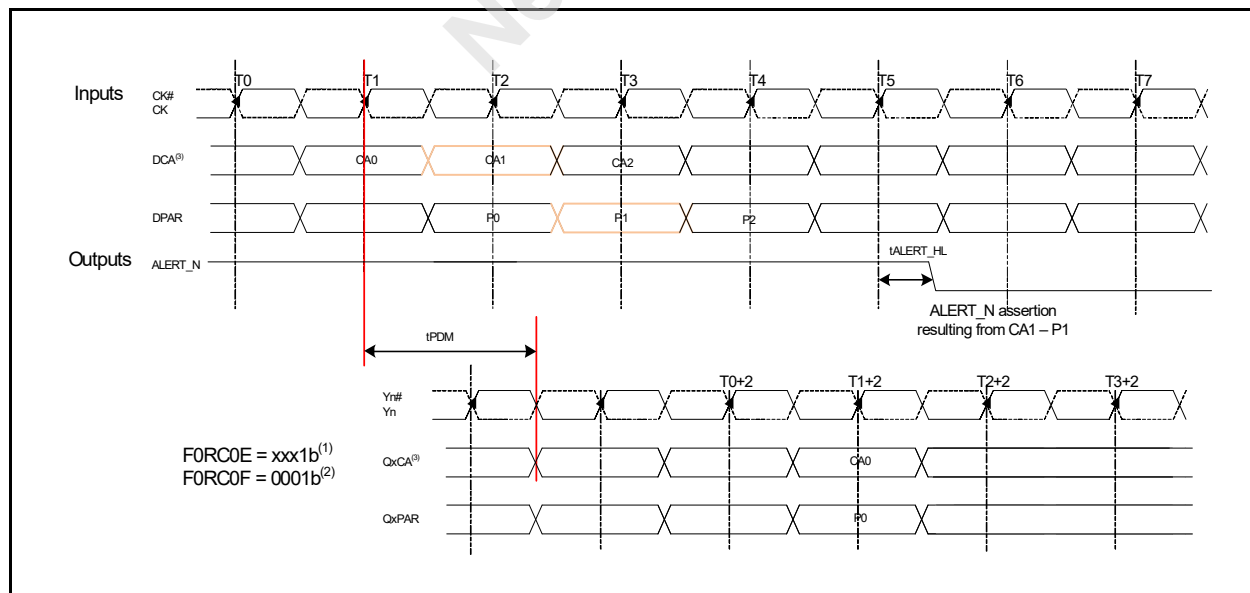 Ne
T0 T1 T2 T3 T4 T5 T6 T7
Inputs
CK#
CK
DCA(3) CA0 CA1 CA2
DPAR P0 P1 P2
Outputs
ALERT_N
tALERT_HL
ALERT_N assertion
resulting from CA1 – P1
tPDM
T0+2 T1+2 T2+2 T3+2
Yn#
Yn
F0RC0E = xxx1b(1)
F0RC0F = 0001b(2)
QxCA(3) CA0
QxPAR P0